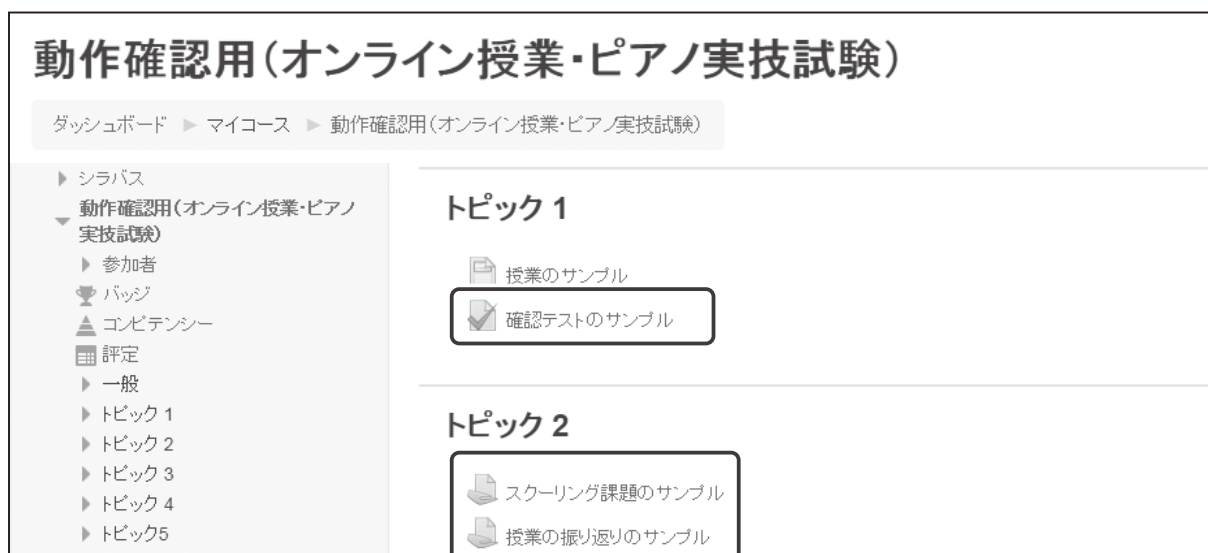 動作確認用(オンライン授業・ピアノ実技試験)
ダッシュボード ▶ マイコース ▶ 動作確認用(オンライン授業・ピアノ実技試験)
シラバス
動作確認用(オンライン授業・ピアノ
実技試験)
参加者
バッジ
コンピテンシー
評定
一般
トピック 1
トピック 2
トピック 3
トピック 4
トピック5
トピック 1
授業のサンプル
確認テストのサンプル
トピック 2
スクーリング課題のサンプル
授業の振り返りのサンプル